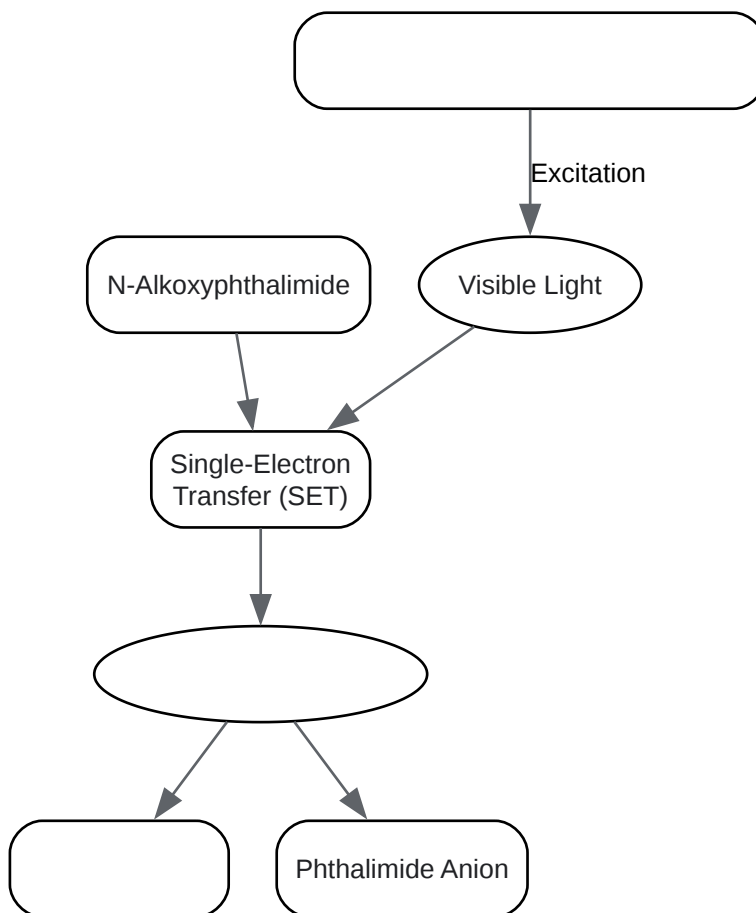 Excitation
N-Alkoxyphthalimide
Visible Light
Single-Electron
Transfer (SET)
Phthalimide Anion